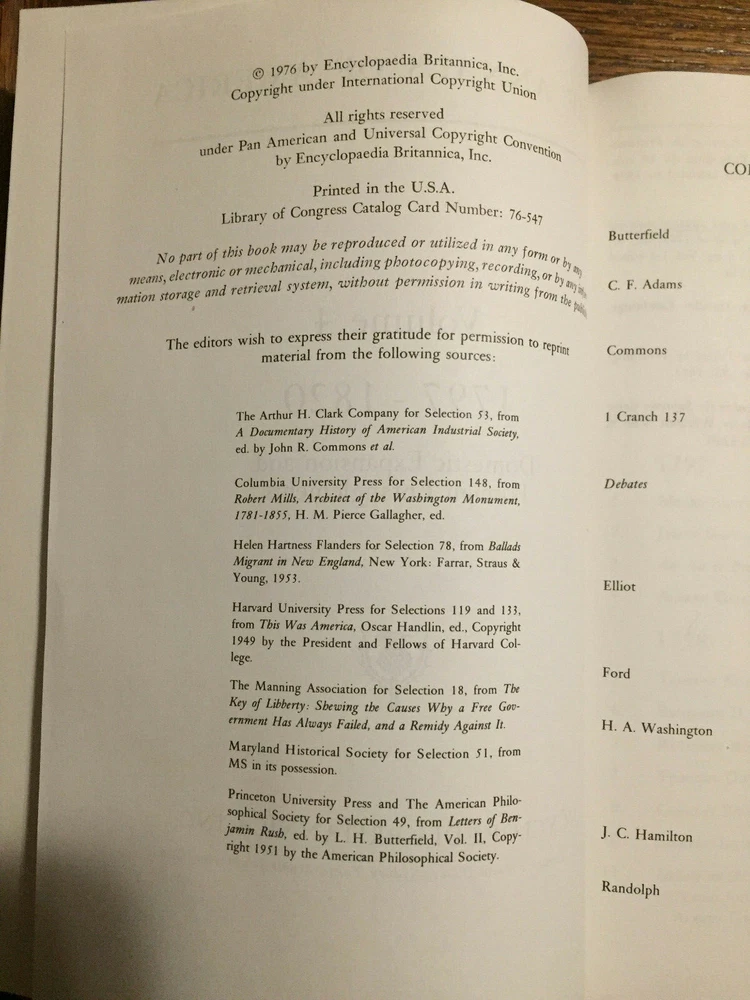 © 1976 by Encyclopaedia Britannica, Inc.
Copyright under International Copyright Union
All rights reserved
under Pan American and Universal Copyright Convention
by Encyclopaedia Britannica, Inc.
Printed in the U.S.A.
Library of Congress Catalog Card Number: 76-547
No part of this book may be reproduced or utilized in any form or by any
means, electronic or mechanical, including photocopying, recording, or by any
mation storage and retrieval system, without permission in writing from the
The editors wish to express their gratitude for permission to reprint
material from the following sources:
The Arthur H. Clark Company for Selection 53, from
A Documentary History of American Industrial Society,
ed. by John R. Commons et al.
Columbia University Press for Selection 148, from
Robert Mills, Architect of the Washington Monument,
1781-1855, H. M. Pierce Gallagher, ed.
Helen Hartness Flanders for Selection 78, from Ballads
Migrant in New England, New York: Farrar, Straus &
Young, 1953.
Harvard University Press for Selections 119 and 133,
from This Was America, Oscar Handlin, ed., Copyright
1949 by the President and Fellows of Harvard Col-
lege.
The Manning Association for Selection 18, from The
Key of Libberty: Shewing the Causes Why a Free Gov-
ernment Has Always Failed, and a Remidy Against It.
Maryland Historical Society for Selection 51, from
MS in its possession.
Princeton University Press and The American Philo-
sophical Society for Selection 49, from Letters of Ben-
jamin Rush, ed. by L. H. Butterfield, Vol. II, Copy-
right 1951 by the American Philosophical Society.
Butterfield
C. F. Adams
Commons
1 Cranch 137
Debates
Elliot
Ford
H. A. Washington
J. C. Hamilton
Randolph